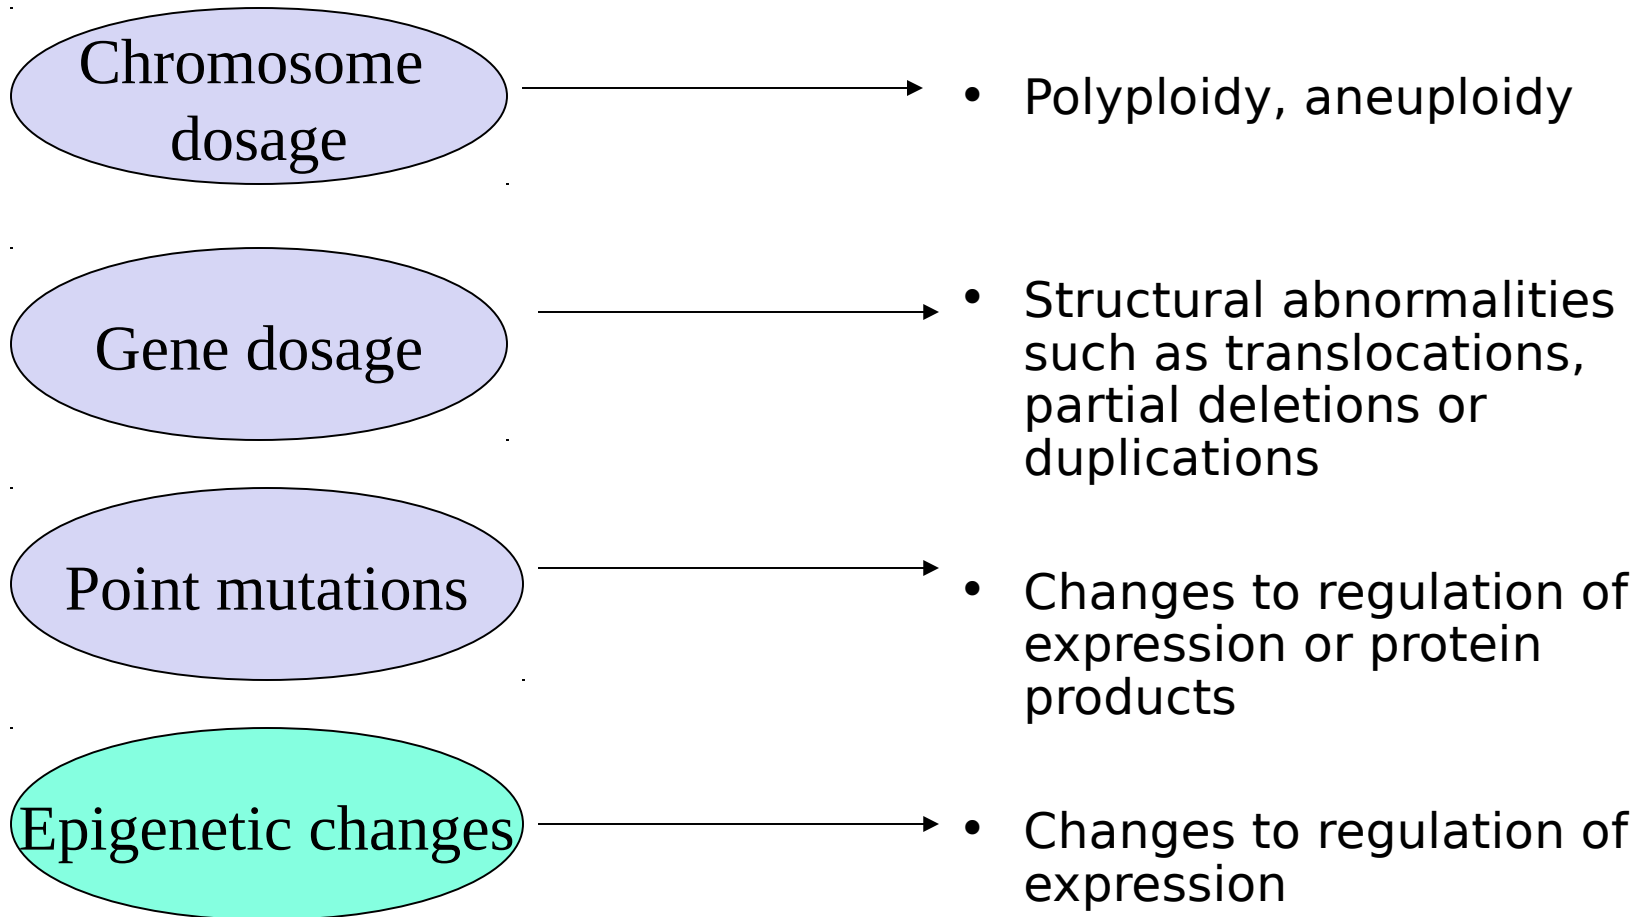 Chromosome
dosage
• Polyploidy, aneuploidy
Gene dosage
• Structural abnormalities
such as translocations,
partial deletions or
duplications
Point mutations
• Changes to regulation of
expression or protein
products
Epigenetic changes
• Changes to regulation of
expression